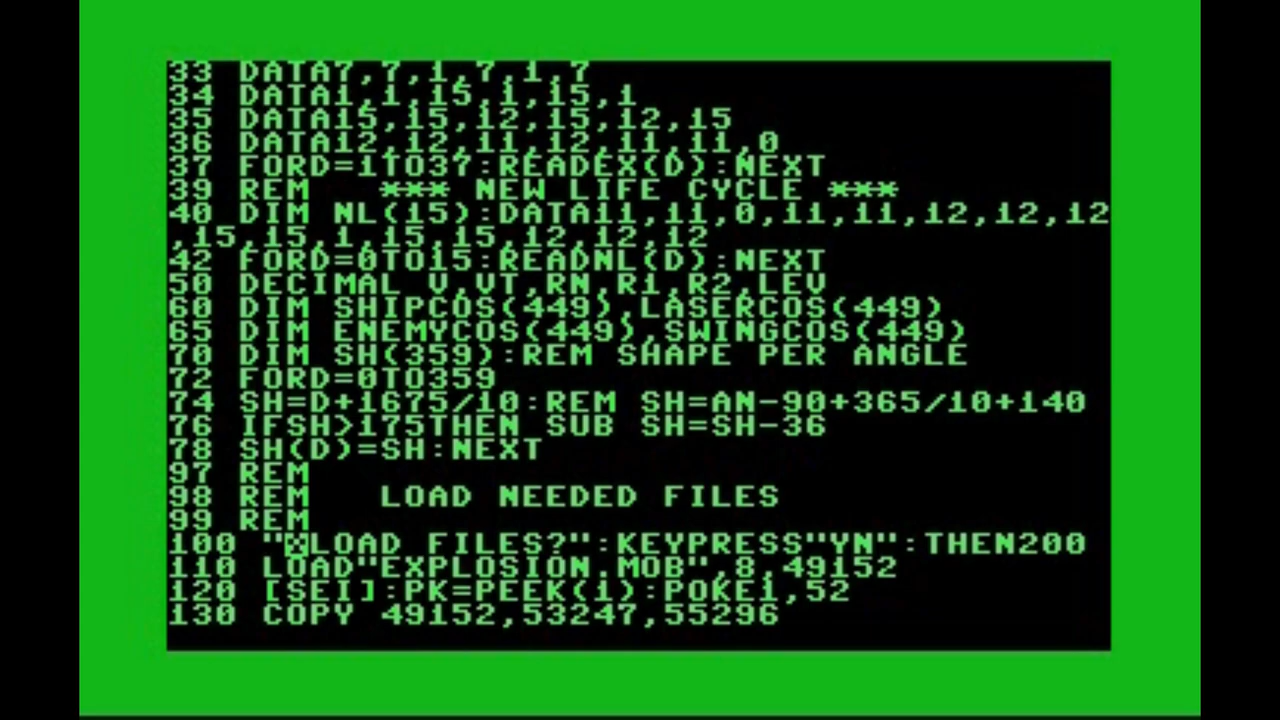 33 DATA7,7,1,7,1,7
34 DATA1,1,15,1,15,1
35 DATA15,15,12,15,12,15
36 DATA12,12,11,12,11,11,0
37 FORD=1TO37:READEX(D):NEXT
39 REM   *** NEW LIFE CYCLE ***
40 DIM NL(15):DATA11,11,0,11,11,12,12,12
,15,15,1,15,15,12,12,12
42 FORD=0TO15:READNL(D):NEXT
50 DECIMAL V,VT,RN,R1,R2,LEV
60 DIM SHIPCOS(449),LASERCOS(449)
65 DIM ENEMYCOS(449),SWINGCOS(449)
70 DIM SH(359):REM SHAPE PER ANGLE
72 FORD=0TO359
74 SH=D+1675/10:REM SH=AN-90+365/10+140
76 IFSH>175THEN SUB SH=SH-36
78 SH(D)=SH:NEXT
97 REM
98 REM   LOAD NEEDED FILES
99 REM
100 "LOAD FILES?":KEYPRESS"YN":THEN200
110 LOAD"EXPLOSION.MOB",8,49152
120 [SEI]:PK=PEEK(1):POKE1,52
130 COPY 49152,53247,55296